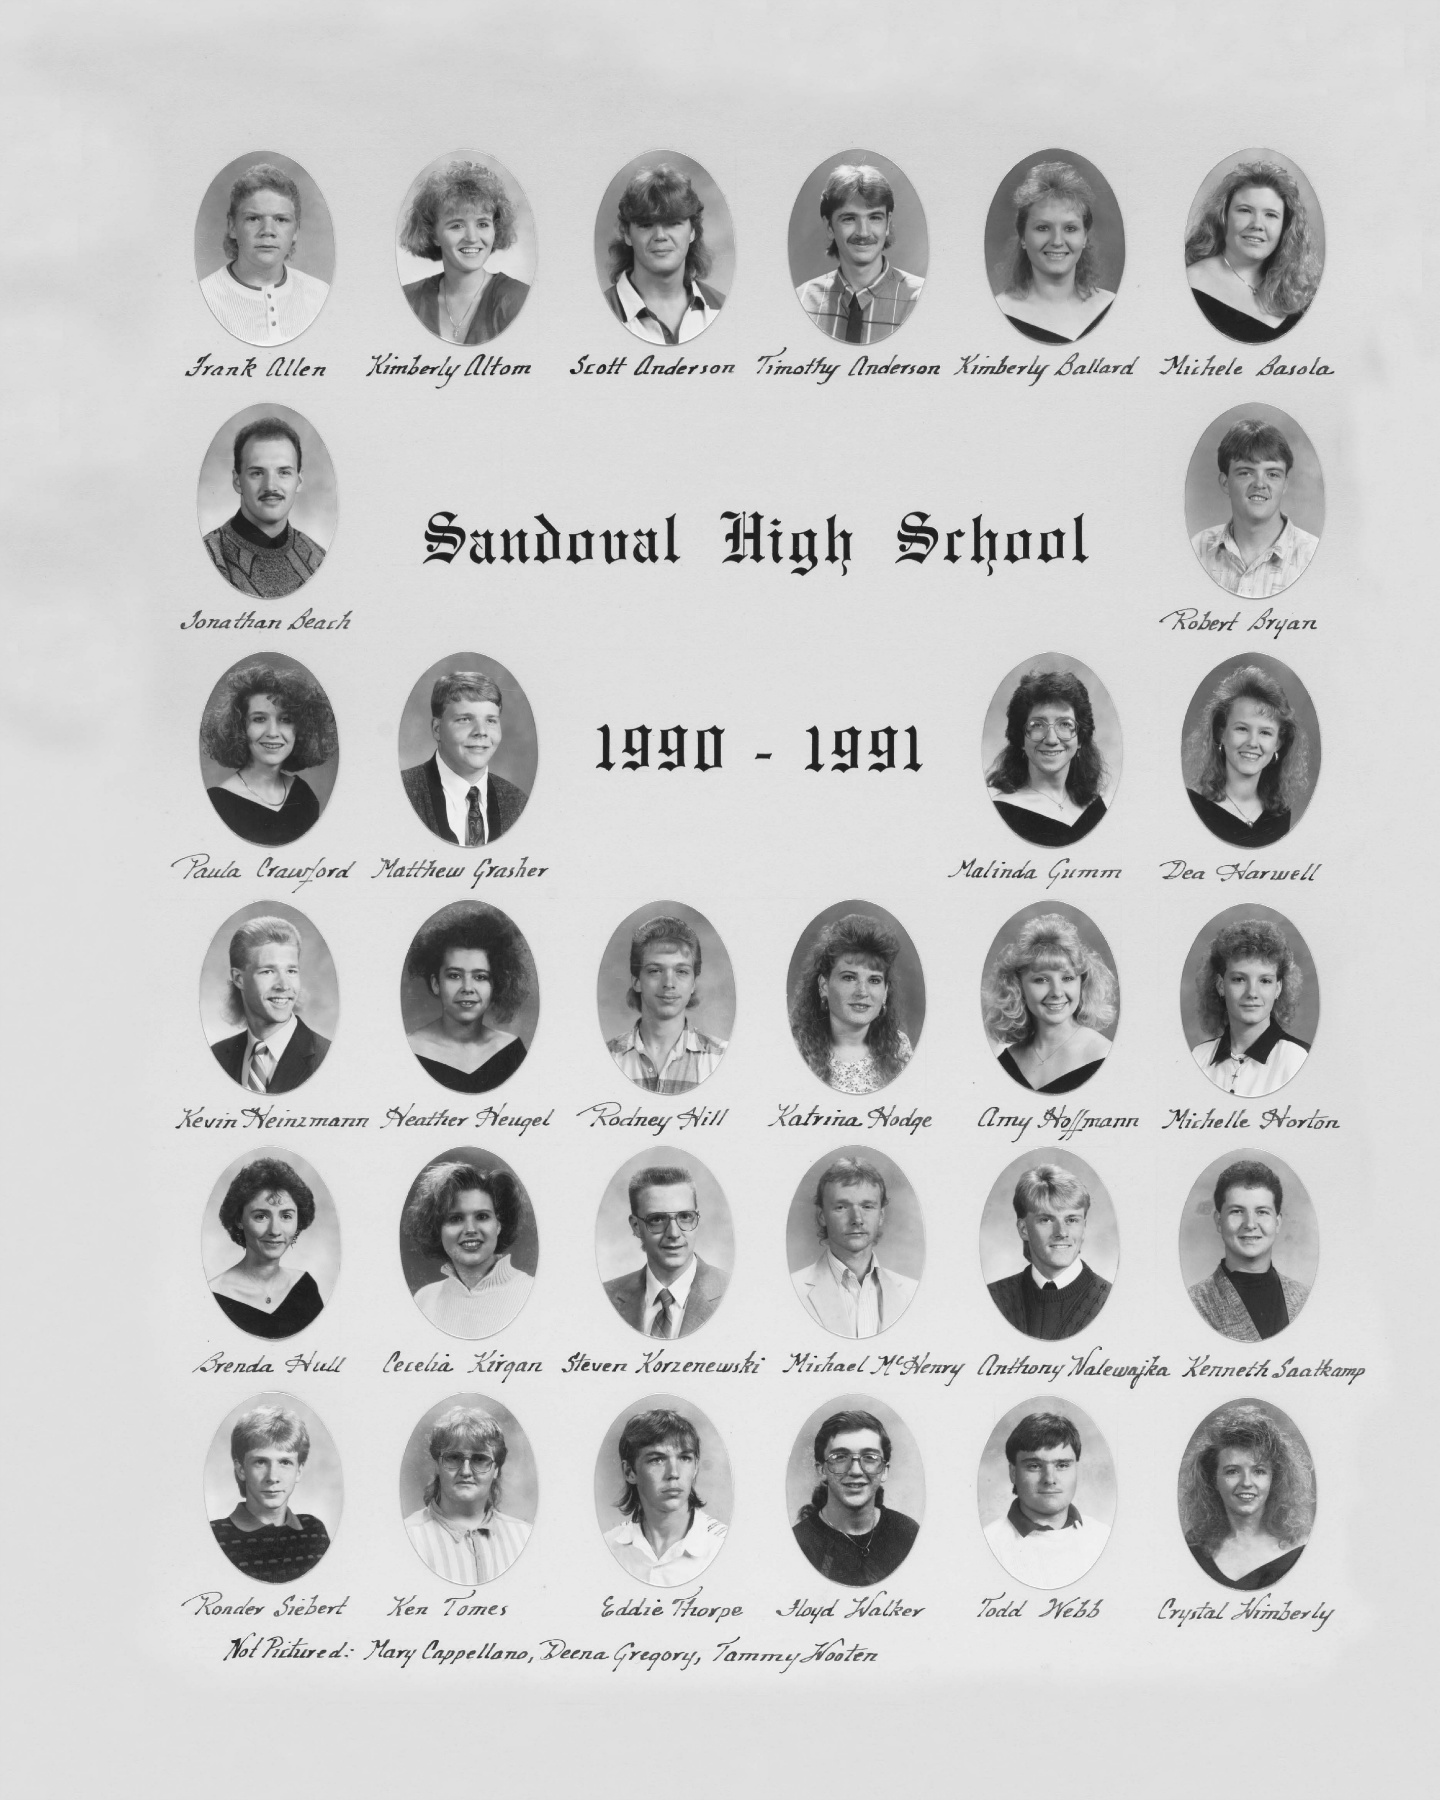 Frank Allen Kimberly Altom Scott Anderson Timothy Anderson Kimberly Ballard Michele Basola
Sandoval High School
Jonathan Beach Robert Bryan
1990 - 1991
Paula Crawford Matthew Grasher Malinda Gumm Dea Harwell
Kevin Heinzmann Heather Heugel Rodney Hill Katrina Hodge Amy Hoffmann Michelle Horton
Brenda Hull Cecelia Kirgan Steven Korzenewski Michael McHenry Anthony Nalewajka Kenneth Saatkamp
Ronder Siebert Ken Tomes Eddie Thorpe Floyd Walker Todd Webb Crystal Wimberly
Not Pictured: Mary Cappellano, Deena Gregory, Tammy Wooten